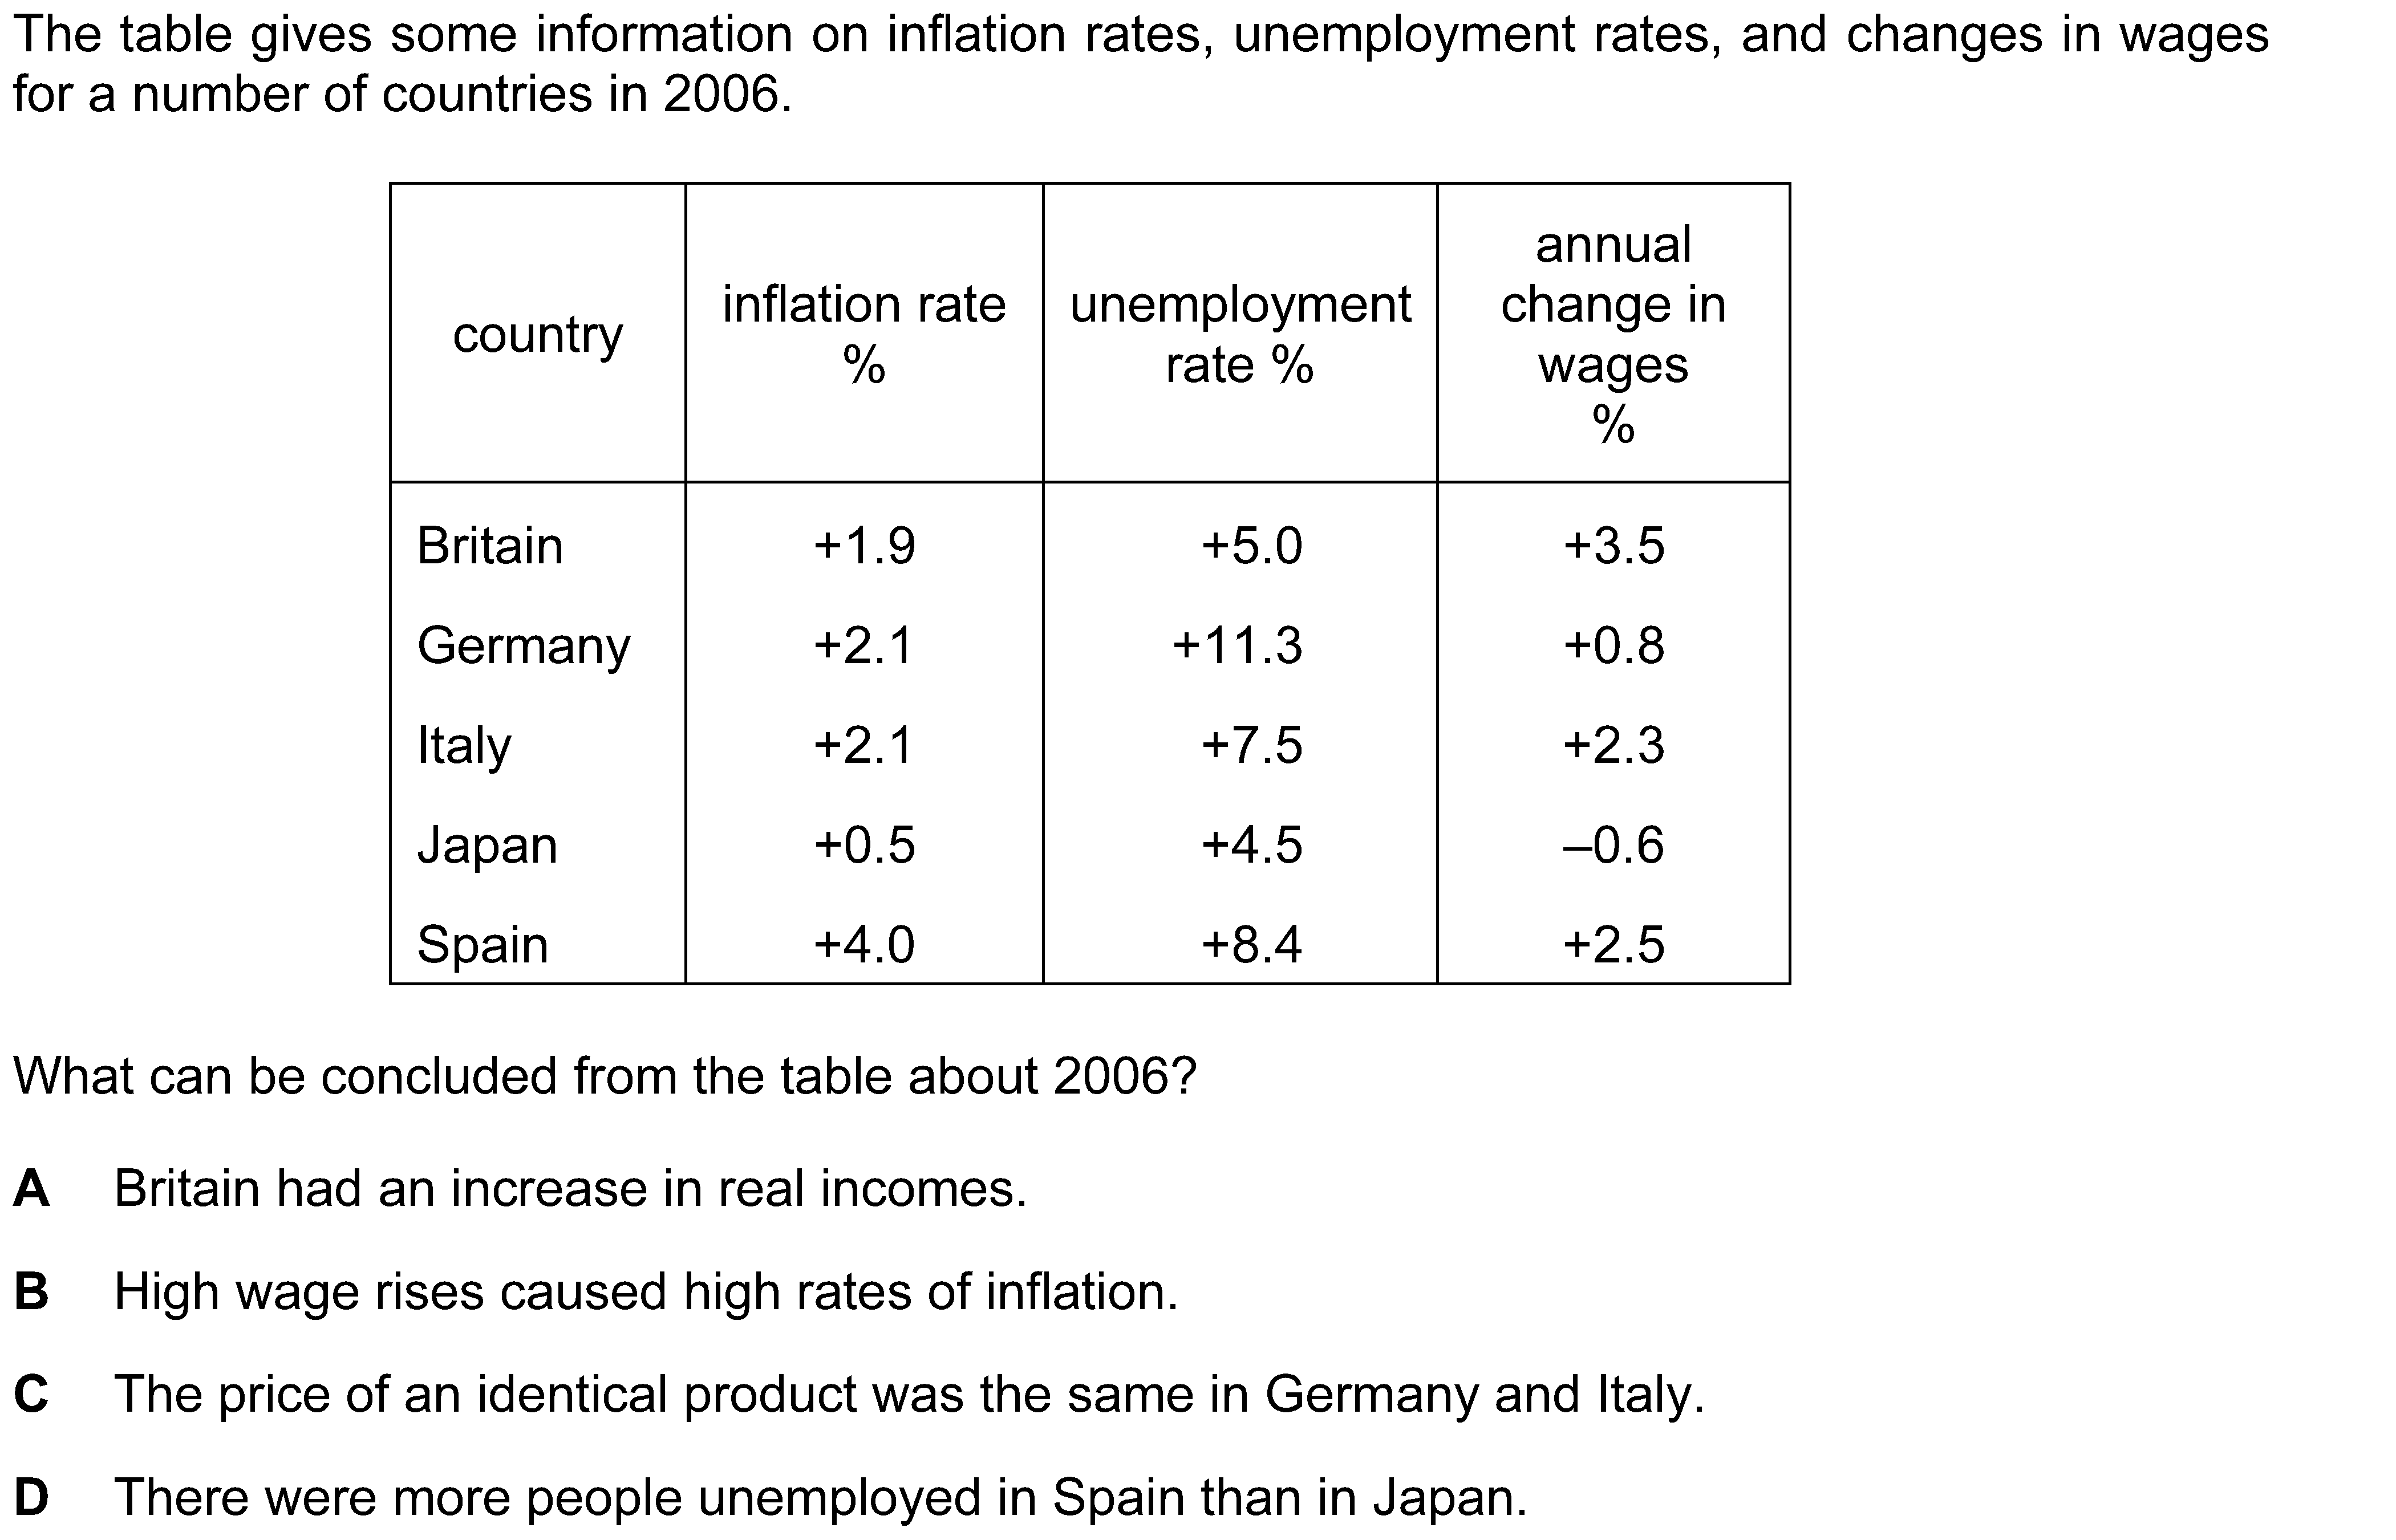 The table gives some information on inflation rates, unemployment rates, and changes in wages
for a number of countries in 2006.
country
inflation rate
%
unemployment
rate %
annual
change in
wages
%
Britain +1.9 +5.0 +3.5
Germany +2.1 +11.3 +0.8
Italy +2.1 +7.5 +2.3
Japan +0.5 +4.5 –0.6
Spain +4.0 +8.4 +2.5
What can be concluded from the table about 2006?
A Britain had an increase in real incomes.
B High wage rises caused high rates of inflation.
C The price of an identical product was the same in Germany and Italy.
D There were more people unemployed in Spain than in Japan.